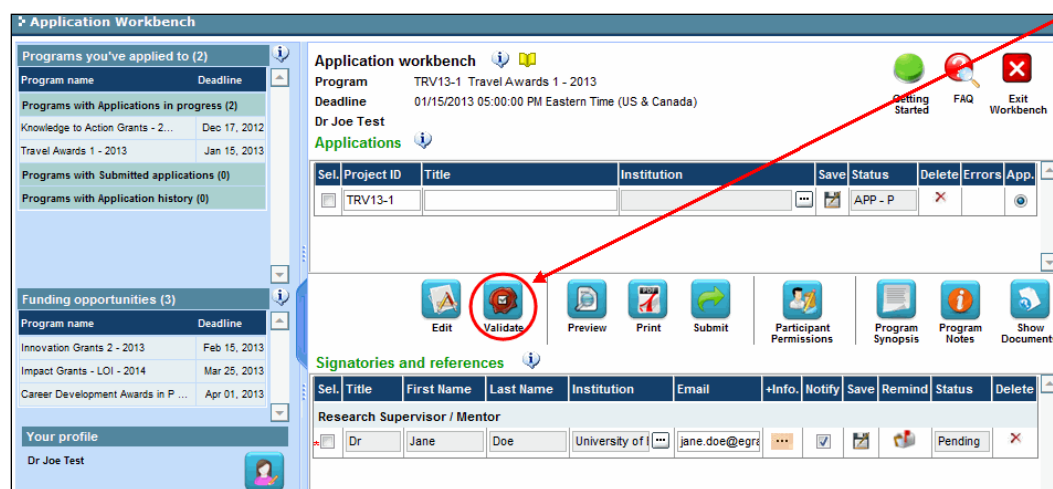 Application Workbench
Programs you've applied to (2)
Program name Deadline
Programs with Applications in progress (2)
Knowledge to Action Grants - 2... Dec 17, 2012
Travel Awards 1 - 2013 Jan 15, 2013
Programs with Submitted applications (0)
Programs with Application history (0)
Funding opportunities (3)
Program name Deadline
Innovation Grants 2 - 2013 Feb 15, 2013
Impact Grants - LOI - 2014 Mar 25, 2013
Career Development Awards in P ... Apr 01, 2013
Your profile
Dr Joe Test
Application workbench
Program TRV13-1 Travel Awards 1 - 2013
Deadline 01/15/2013 05:00:00 PM Eastern Time (US & Canada)
Dr Joe Test
Getting Started
FAQ
Exit Workbench
Applications
Sel. Project ID Title Institution Save Status Delete Errors App.
TRV13-1 APP - P
Edit Validate Preview Print Submit Participant Permissions Program Synopsis Program Notes Show Documents
Signatories and references
Sel. Title First Name Last Name Institution Email +Info. Notify Save Remind Status Delete
Research Supervisor / Mentor
Dr Jane Doe University of jane.doe@egra Pending